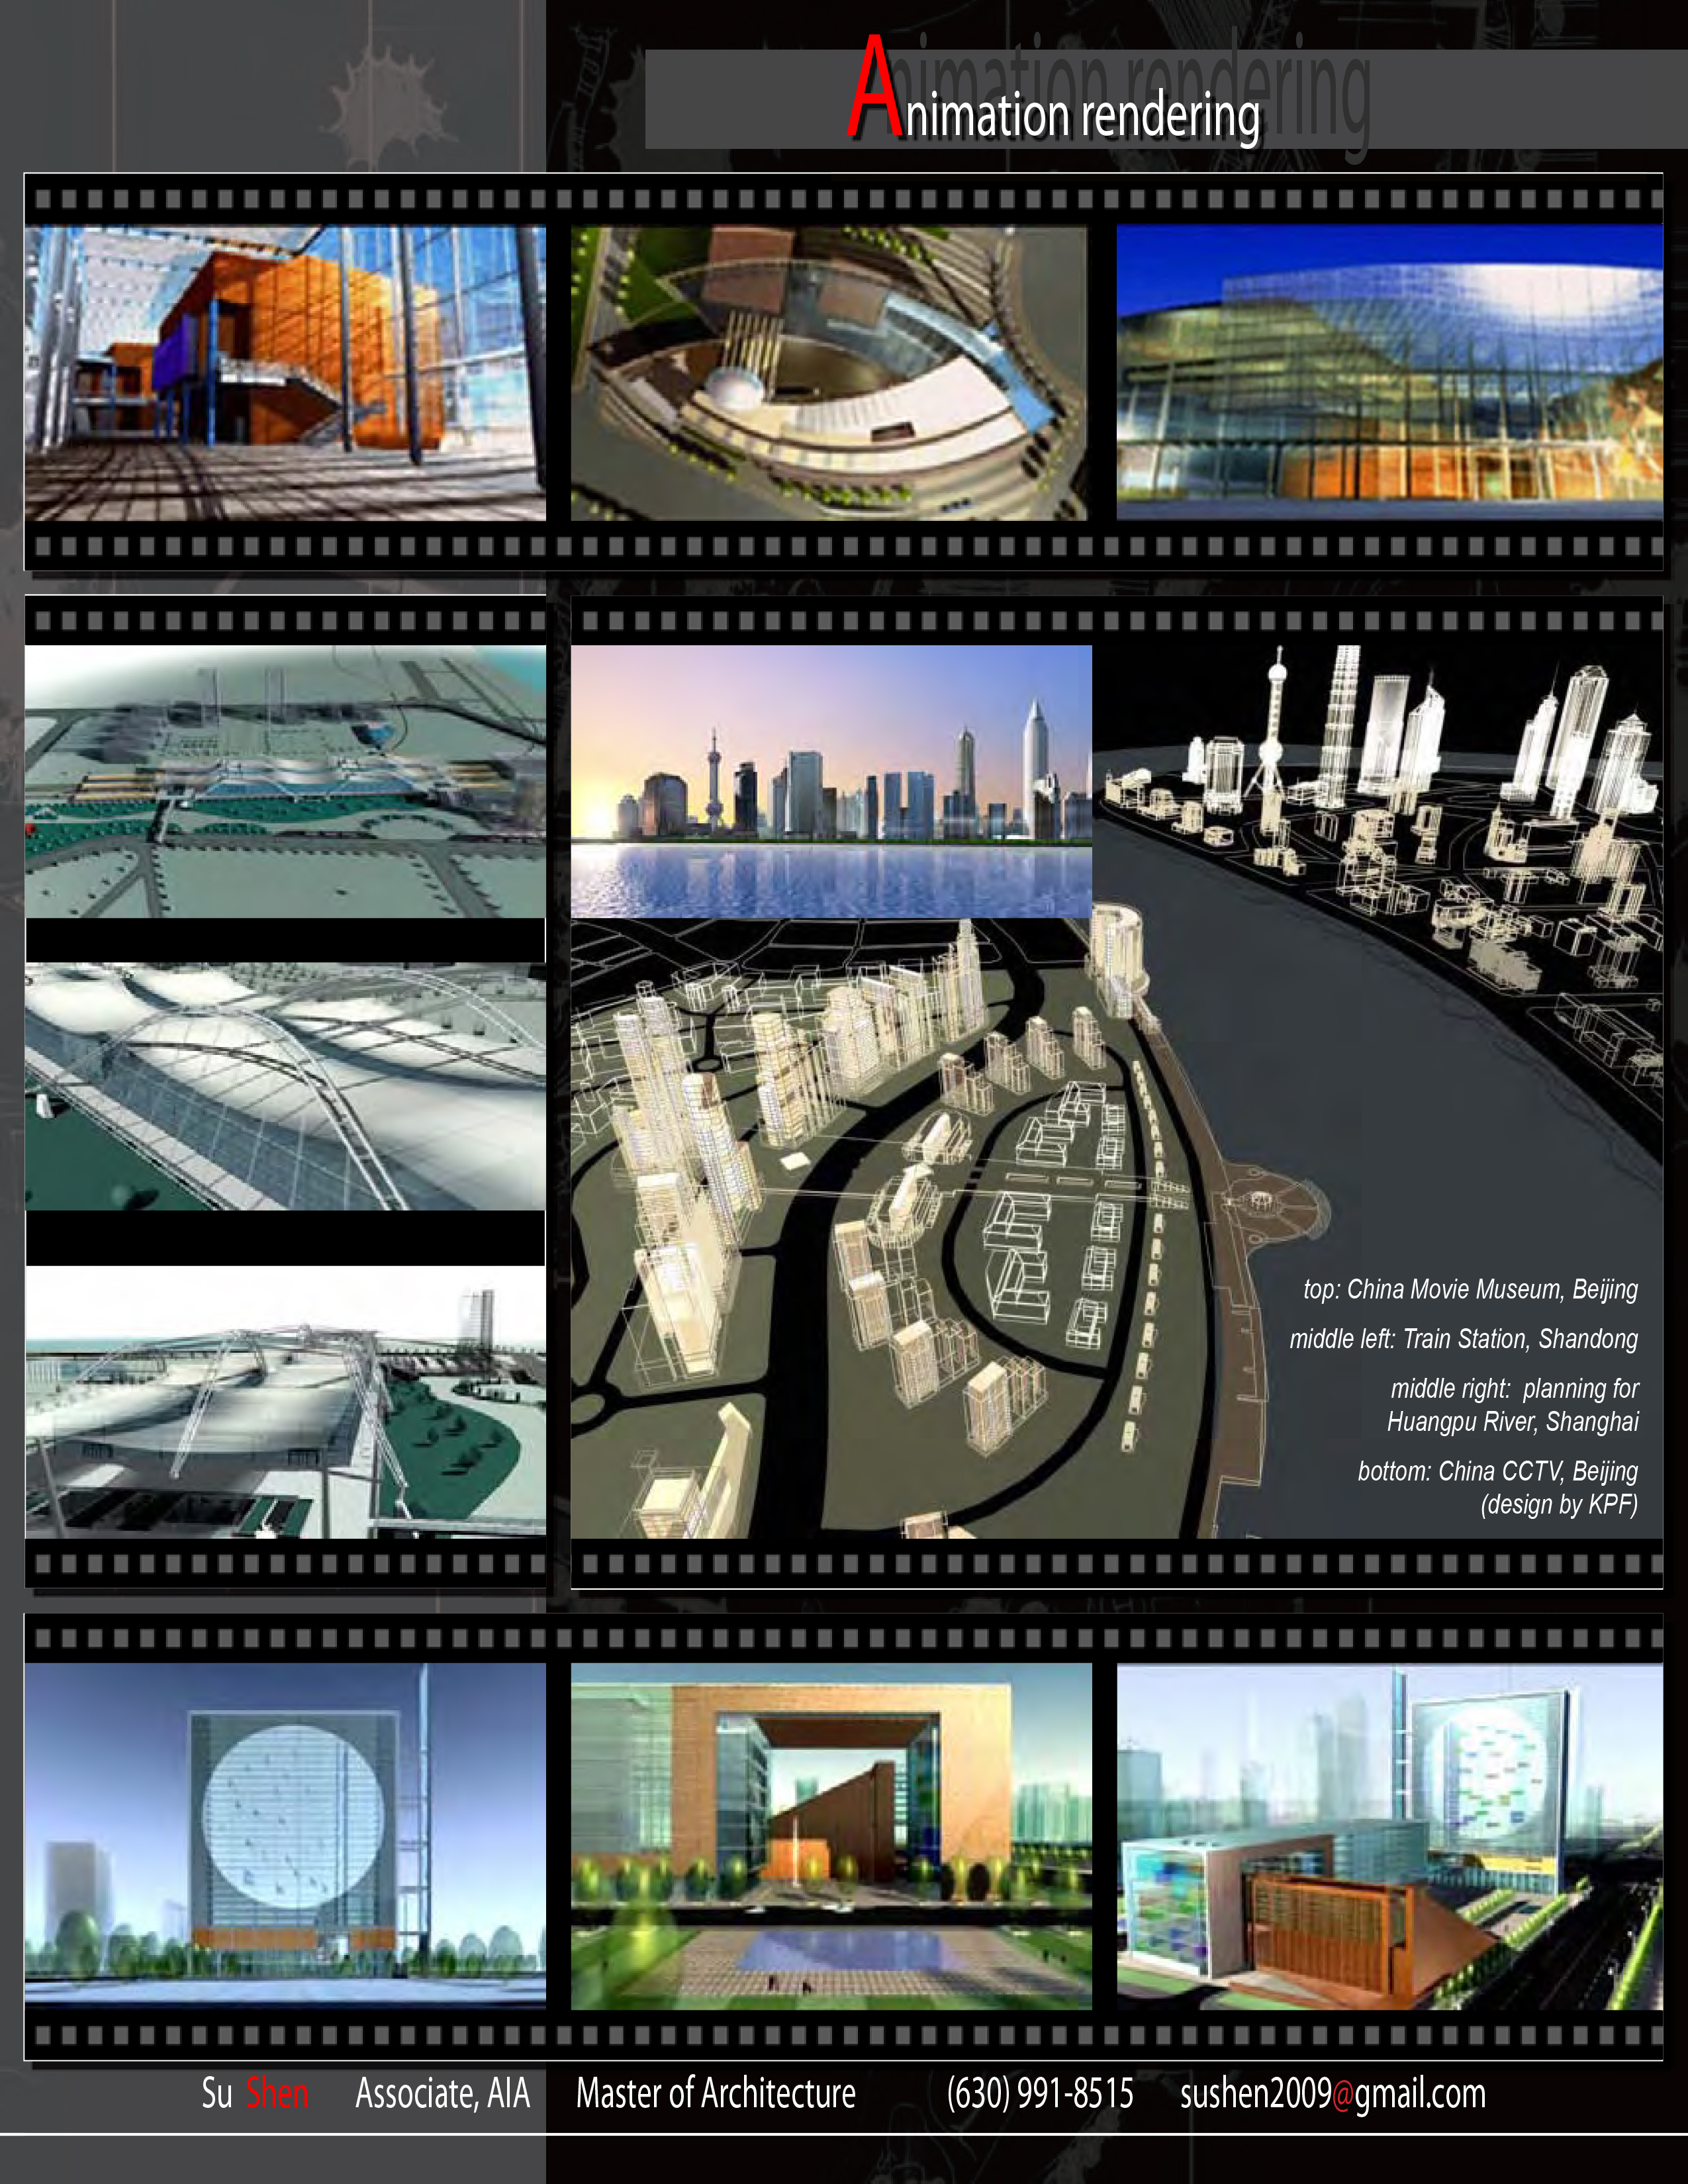 Animation rendering
Animation rendering
top: China Movie Museum, Beijing
middle left: Train Station, Shandong
middle right: planning for
Huangpu River, Shanghai
bottom: China CCTV, Beijing
(design by KPF)
Su Shen Associate, AIA Master of Architecture (630) 991-8515 sushen2009@gmail.com